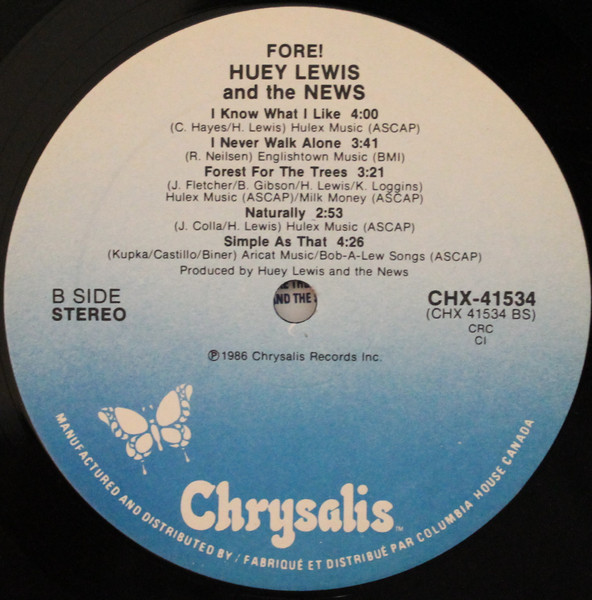 FORE!
HUEY LEWIS
and the NEWS
I Know What I Like 4:00
(C. Hayes/H. Lewis) Hulex Music (ASCAP)
I Never Walk Alone 3:41
(R. Neilsen) Englishtown Music (BMI)
Forest For The Trees 3:21
(J. Fletcher/B. Gibson/H. Lewis/K. Loggins)
Hulex Music (ASCAP)/Milk Money (ASCAP)
Naturally 2:53
(J. Colla/H. Lewis) Hulex Music (ASCAP)
Simple As That 4:26
(Kupka/Castillo/Biner) Aricat Music/Bob-A-Lew Songs (ASCAP)
Produced by Huey Lewis and the News
B SIDE
STEREO
AND THE
CHX-41534
(CHX 41534 BS)
CRC
CI
℗1986 Chrysalis Records Inc.
Chrysalis™
MANUFACTURED AND DISTRIBUTED BY / FABRIQUÉ ET DISTRIBUÉ PAR COLUMBIA HOUSE CANADA